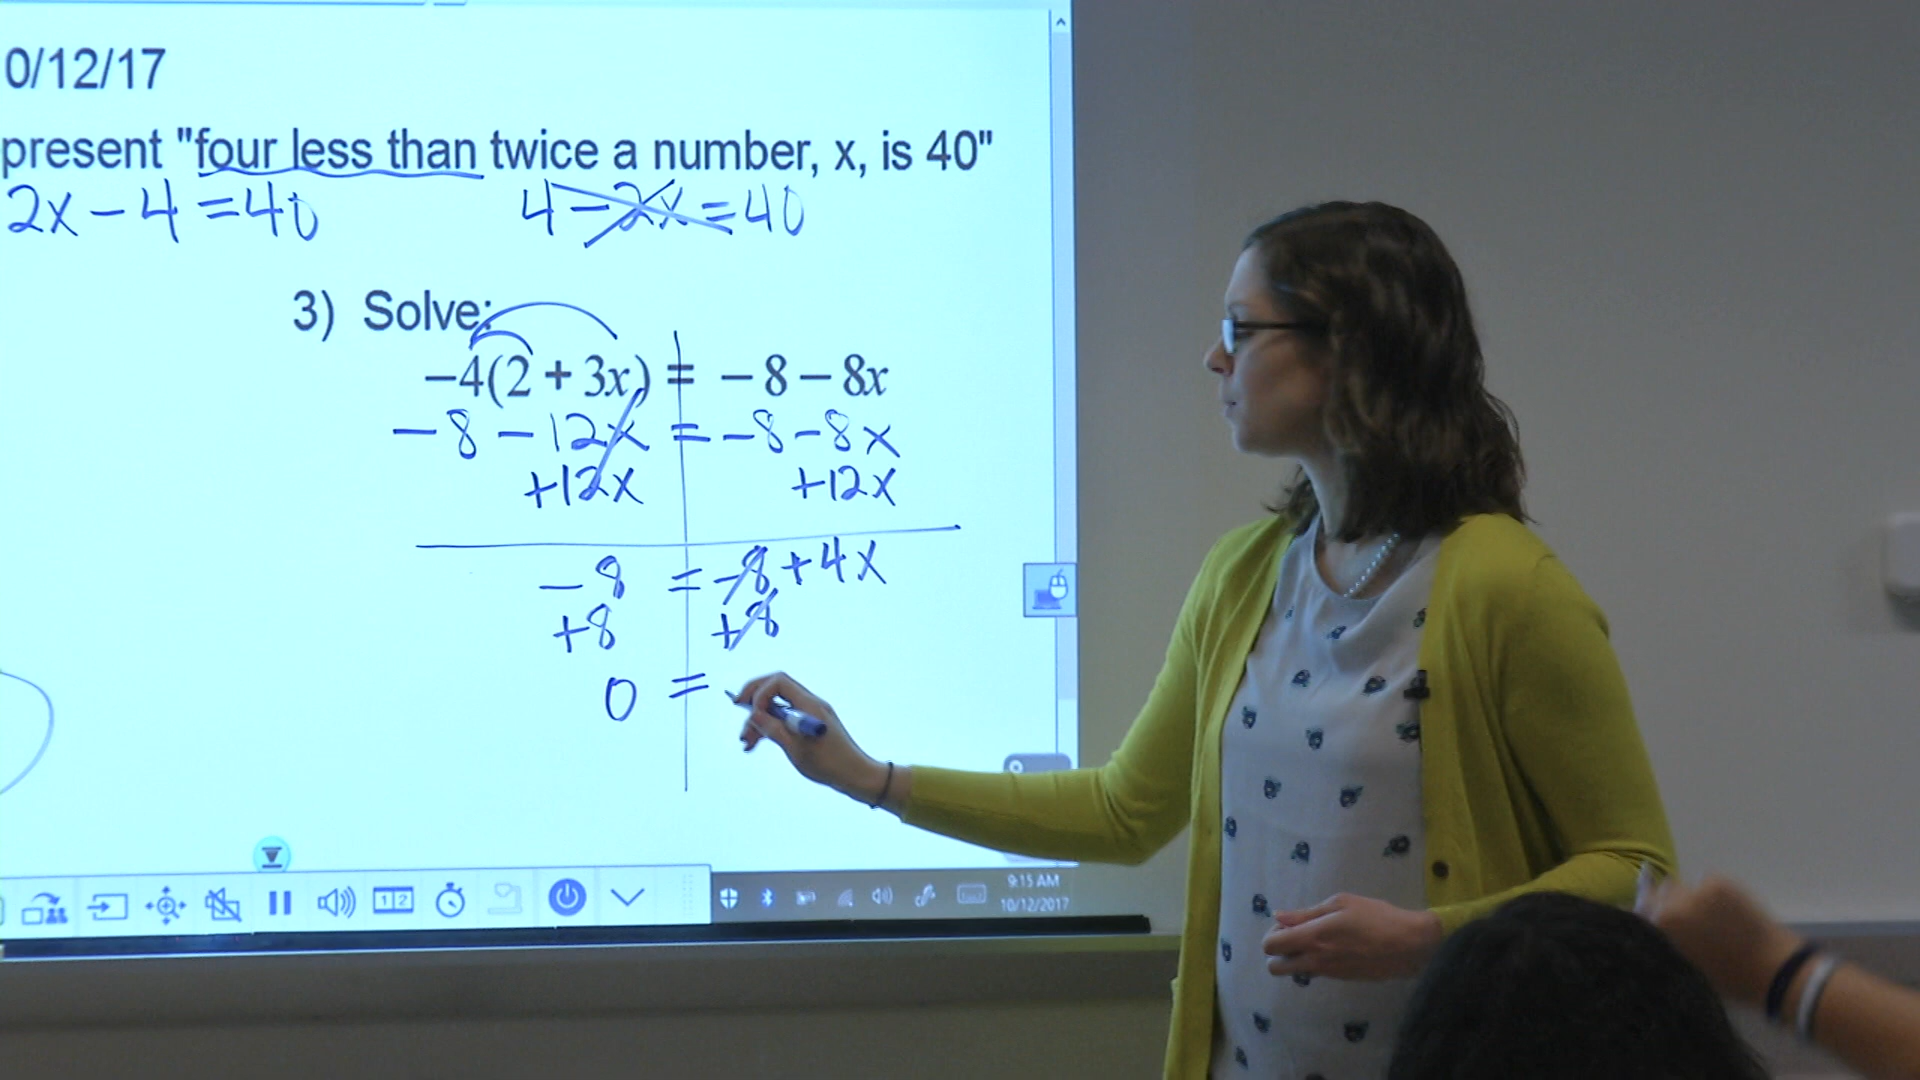 0/12/17
present "four less than twice a number, x, is 40"
2x - 4 = 40 4 - 2x = 40
3) Solve:
-4(2 + 3x) = -8 - 8x
-8 - 12x = -8 - 8x
+12x +12x
-8 = -8 + 4x
+8 +8
0 =
1 2
9:15 AM
10/12/2017